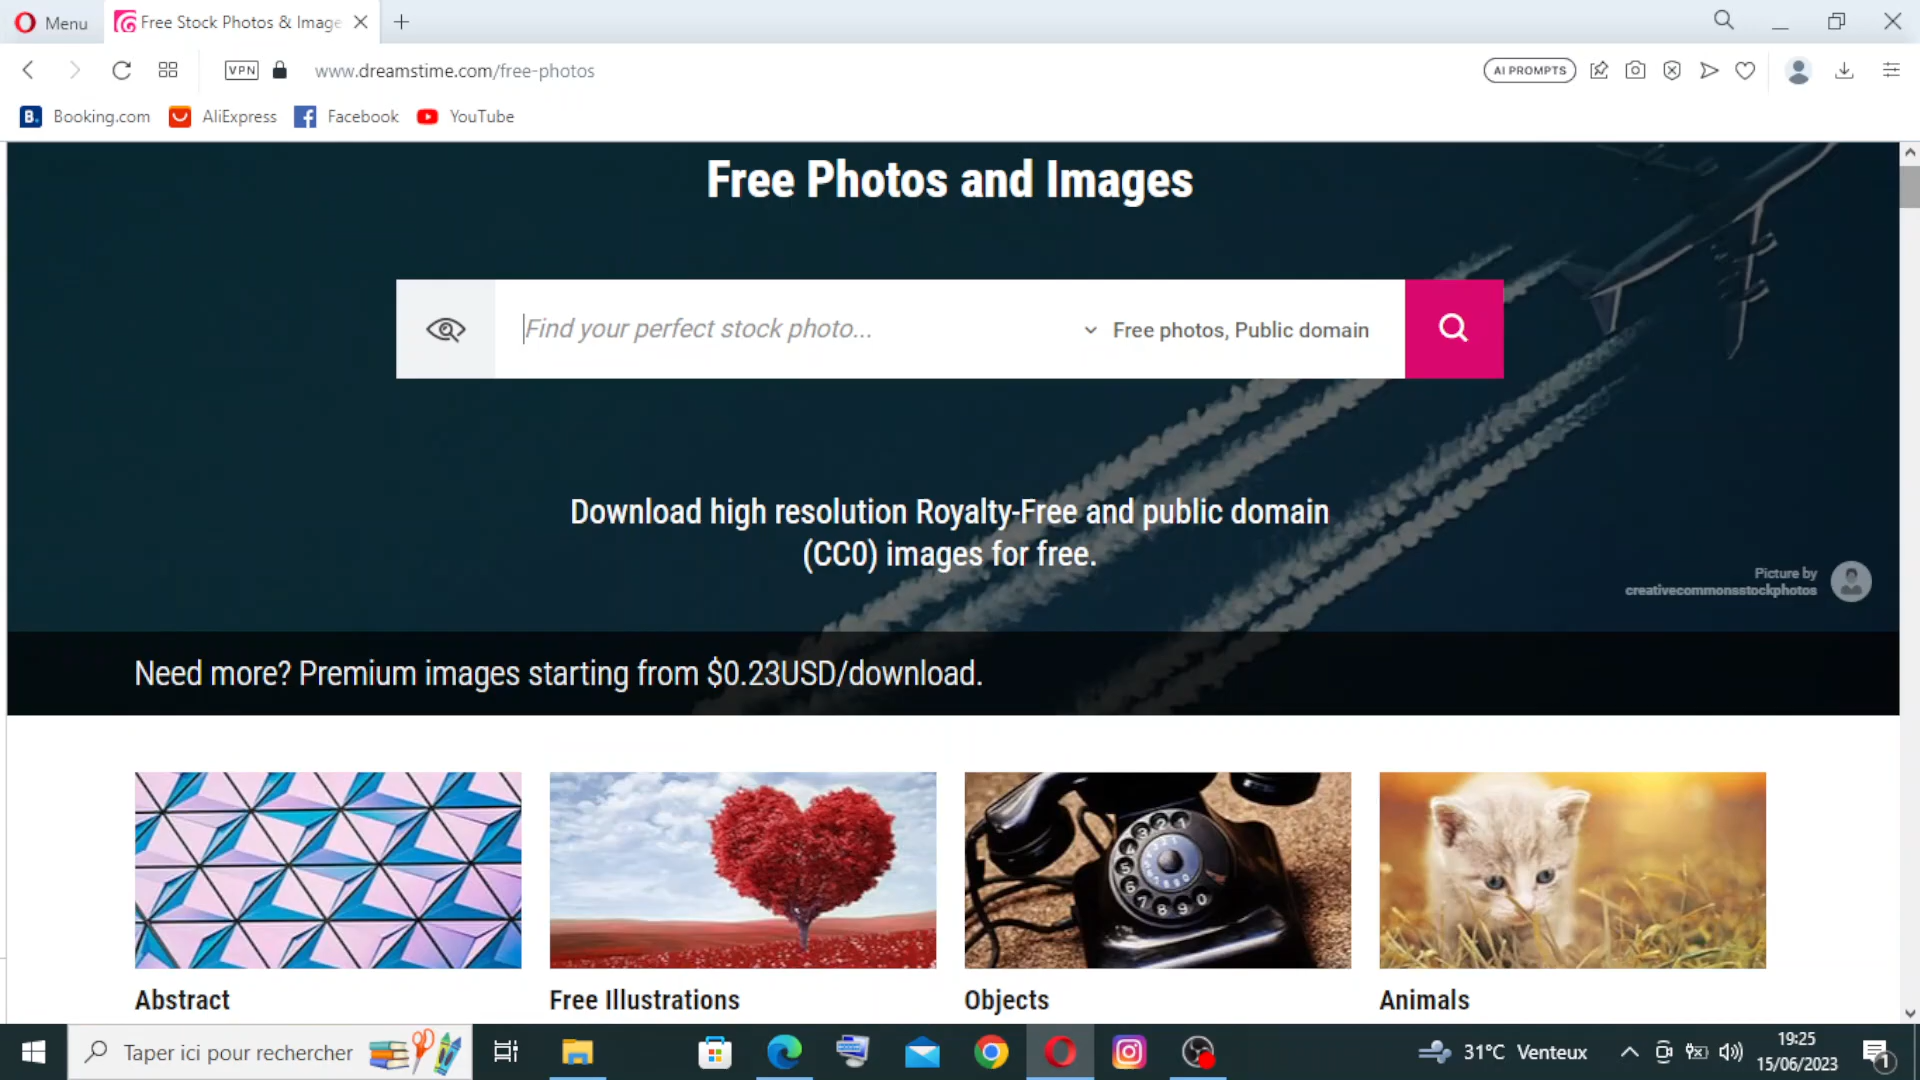 Menu
Free Stock Photos & Image
VPN
www.dreamstime.com/free-photos
AI PROMPTS
Booking.com
AliExpress
Facebook
YouTube
Free Photos and Images
Find your perfect stock photo...
Free photos, Public domain
Download high resolution Royalty-Free and public domain
(CC0) images for free.
Picture by
creativecommonsstockphotos
Need more? Premium images starting from $0.23USD/download.
Abstract
Free Illustrations
Objects
Animals
Taper ici pour rechercher
31°C Venteux
19:25
15/06/2023
1